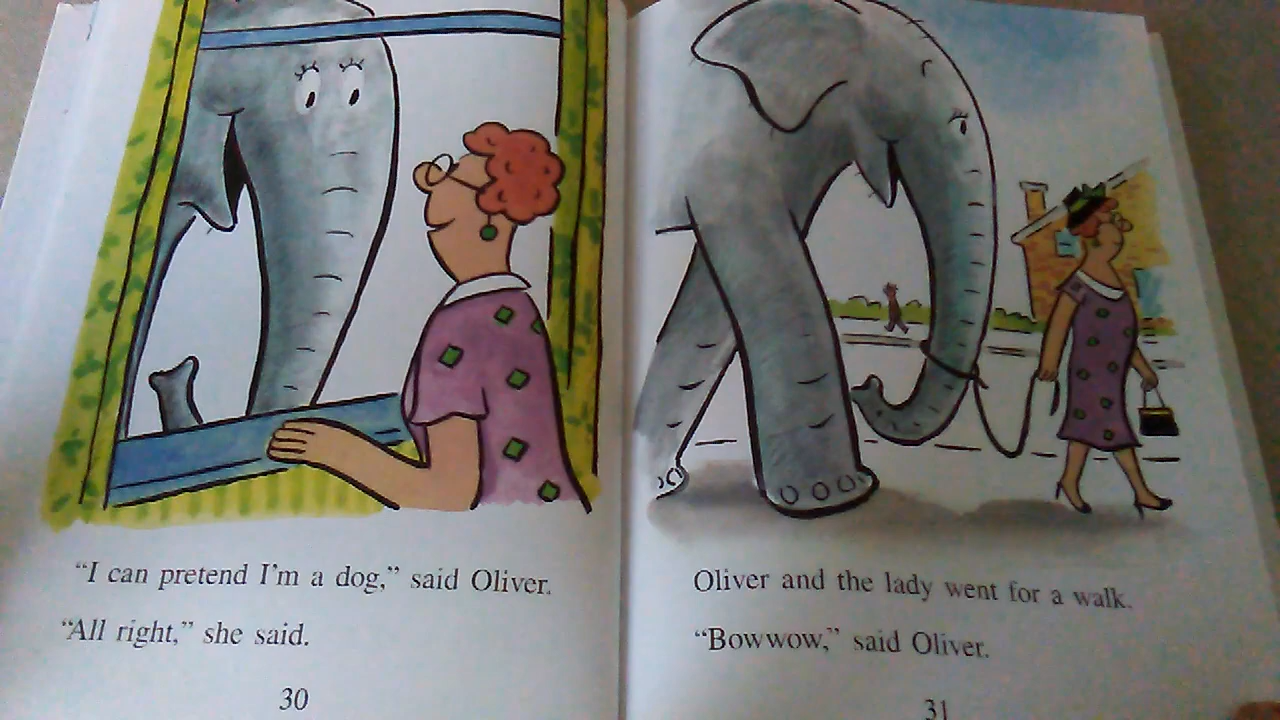 “I can pretend I’m a dog,” said Oliver.
“All right,” she said.
30
Oliver and the lady went for a walk.
“Bowwow,” said Oliver.
31